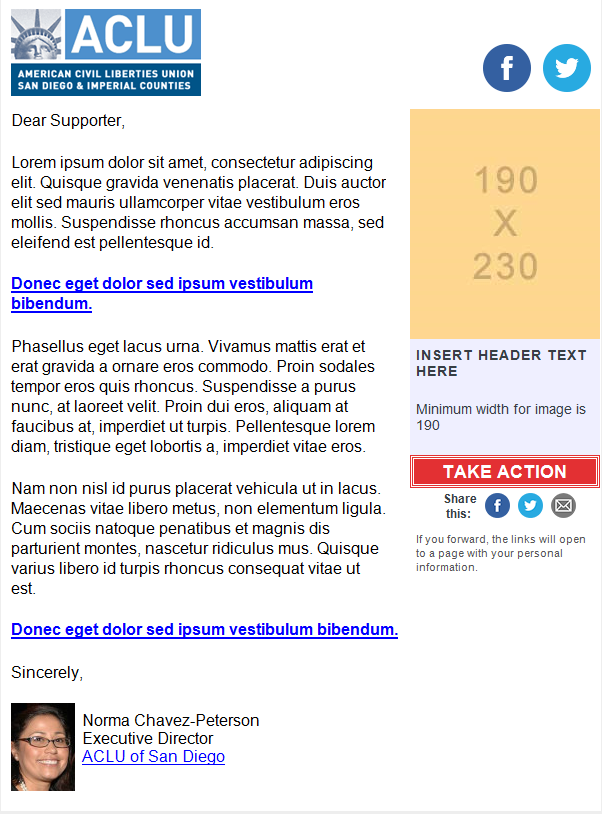 ACLU
AMERICAN CIVIL LIBERTIES UNION
SAN DIEGO & IMPERIAL COUNTIES
Dear Supporter,
Lorem ipsum dolor sit amet, consectetur adipiscing
elit. Quisque gravida venenatis placerat. Duis auctor
elit sed mauris ullamcorper vitae vestibulum eros
mollis. Suspendisse rhoncus accumsan massa, sed
eleifend est pellentesque id.
Donec eget dolor sed ipsum vestibulum
bibendum.
Phasellus eget lacus urna. Vivamus mattis erat et
erat gravida a ornare eros commodo. Proin sodales
tempor eros quis rhoncus. Suspendisse a purus
nunc, at laoreet velit. Proin dui eros, aliquam at
faucibus at, imperdiet ut turpis. Pellentesque lorem
diam, tristique eget lobortis a, imperdiet vitae eros.
Nam non nisl id purus placerat vehicula ut in lacus.
Maecenas vitae libero metus, non elementum ligula.
Cum sociis natoque penatibus et magnis dis
parturient montes, nascetur ridiculus mus. Quisque
varius libero id turpis rhoncus consequat vitae ut
est.
Donec eget dolor sed ipsum vestibulum bibendum.
Sincerely,
Norma Chavez-Peterson
Executive Director
ACLU of San Diego
190
X
230
INSERT HEADER TEXT
HERE
Minimum width for image is
190
TAKE ACTION
Share
this:
If you forward, the links will open
to a page with your personal
information.